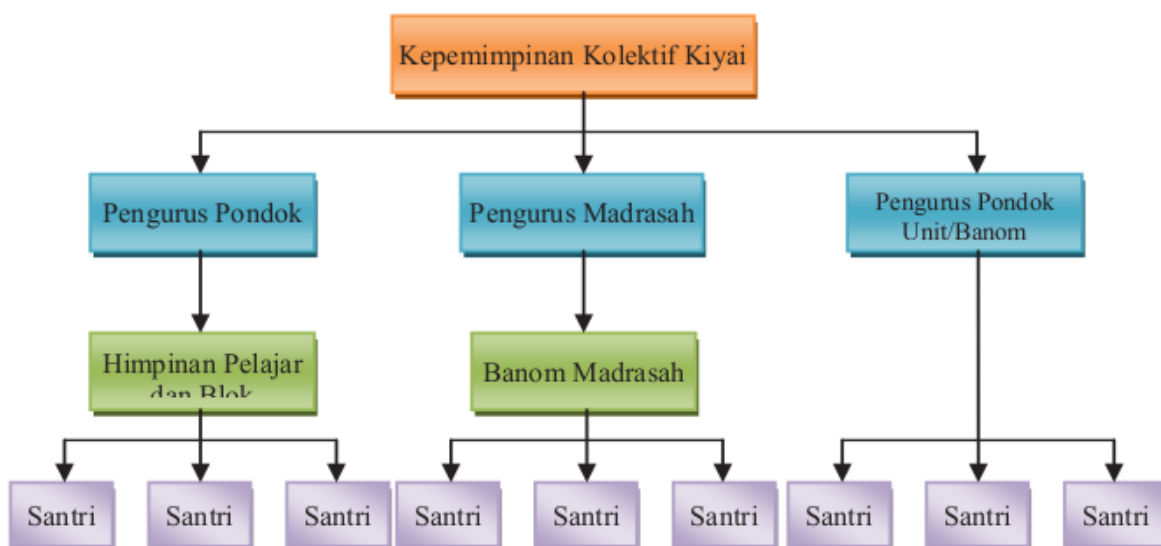 Kepemimpinan Kolektif Kiyai
Pengurus Pondok
Pengurus Madrasah
Pengurus Pondok
Unit/Banom
Himpinan Pelajar
dan Blok
Banom Madrasah
Santri
Santri
Santri
Santri
Santri
Santri
Santri
Santri
Santri